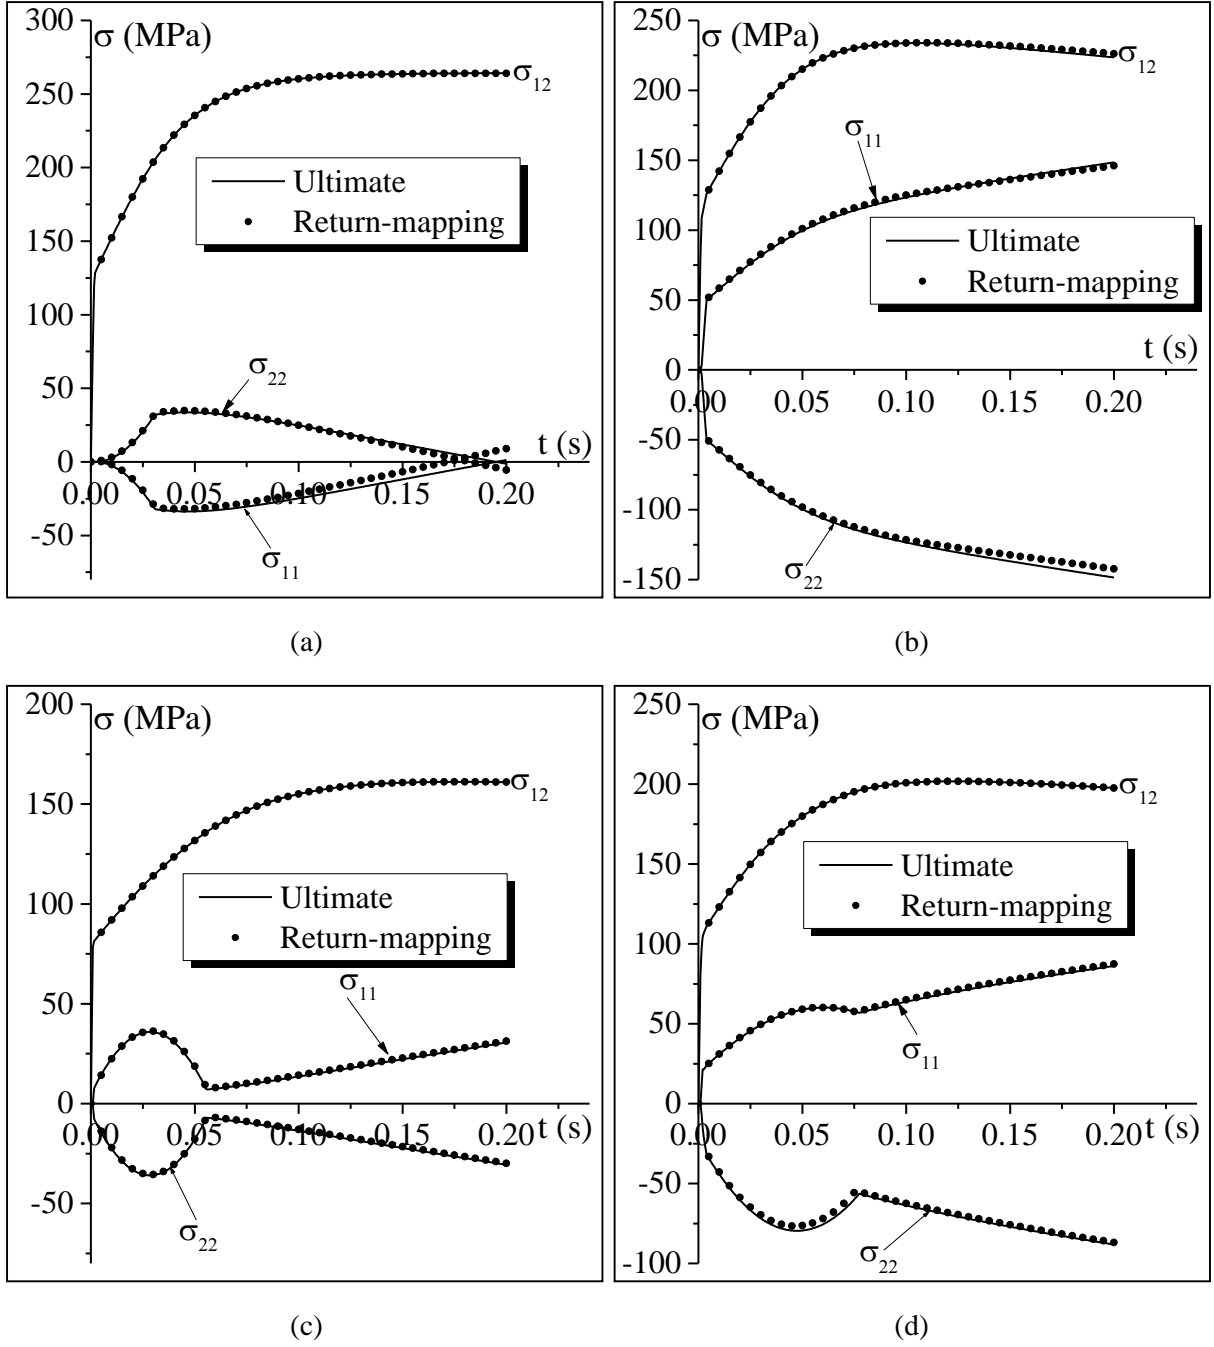 300
σ (MPa)
250
200
150
100
50
0
-50
σ12
Ultimate
Return-mapping
σ22
t (s)
0.00 0.05 0.10 0.15 0.20
σ11
(a)
250
σ (MPa)
200
150
100
50
0
-50
-100
-150
σ12
σ11
Ultimate
Return-mapping
t (s)
0.00 0.05 0.10 0.15 0.20
σ22
(b)
200
σ (MPa)
150
100
50
0
-50
σ12
Ultimate
Return-mapping
σ11
0.00 0.05 0.10 0.15 0.20 t (s)
σ22
(c)
250
σ (MPa)
200
150
100
50
0
-50
-100
σ12
Ultimate
Return-mapping
σ11
0.00 0.05 0.10 0.15 0.20
t (s)
σ22
(d)